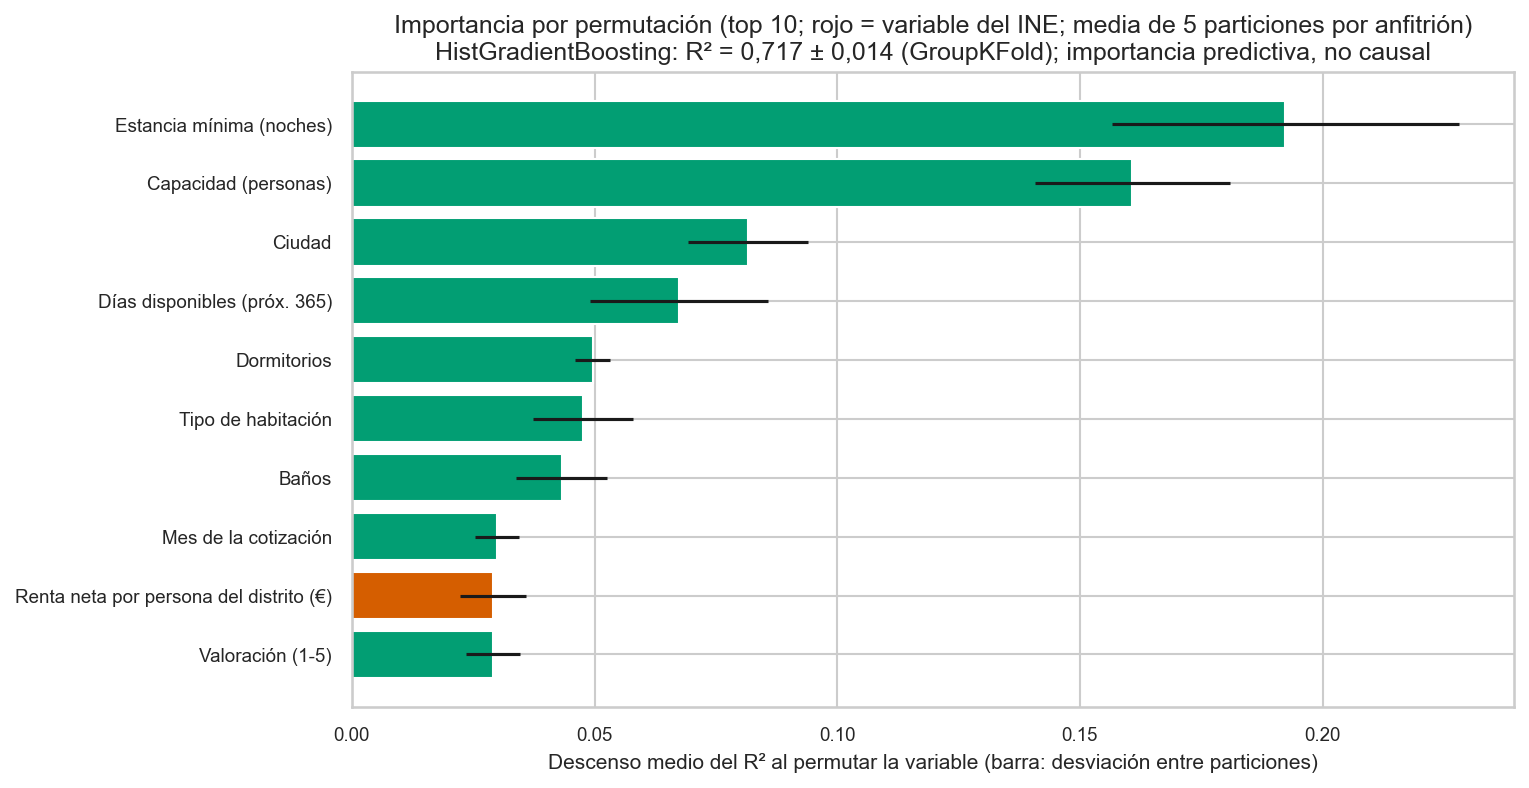 Importancia por permutación (top 10; rojo = variable del INE; media de 5 particiones por anfitrión)
HistGradientBoosting: R² = 0,717 ± 0,014 (GroupKFold); importancia predictiva, no causal
Estancia mínima (noches)
Capacidad (personas)
Ciudad
Días disponibles (próx. 365)
Dormitorios
Tipo de habitación
Baños
Mes de la cotización
Renta neta por persona del distrito (€)
Valoración (1-5)
0.00 0.05 0.10 0.15 0.20
Descenso medio del R² al permutar la variable (barra: desviación entre particiones)